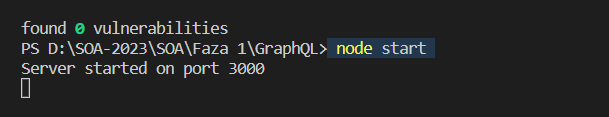 found 0 vulnerabilities
PS D:\SOA-2023\SOA\Faza 1\GraphQL> node start
Server started on port 3000